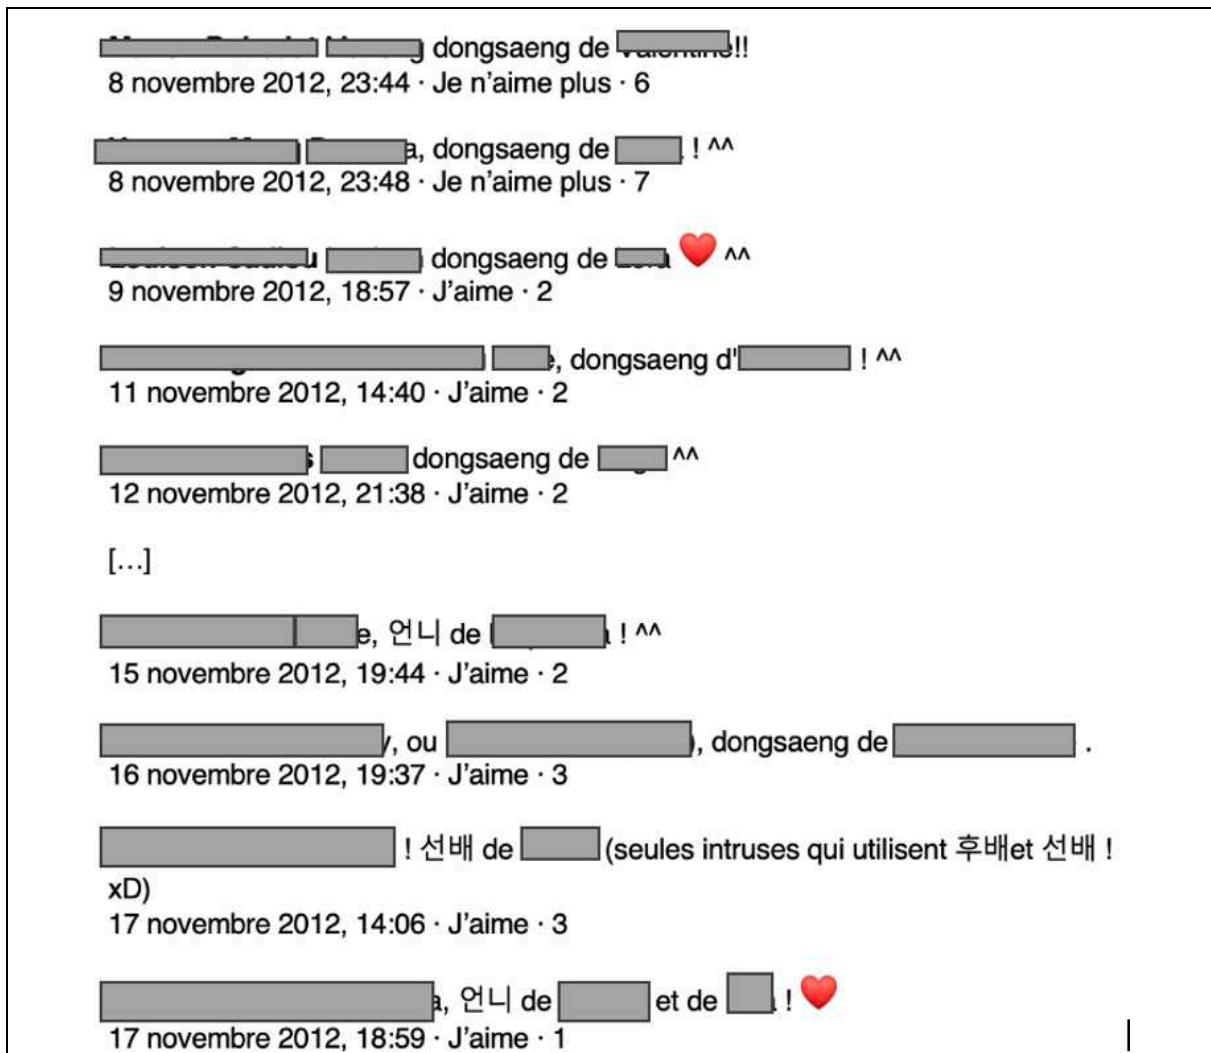 dongsaeng de !!
8 novembre 2012, 23:44 · Je n’aime plus · 6
, dongsaeng de ! ^^
8 novembre 2012, 23:48 · Je n’aime plus · 7
dongsaeng de ❤️ ^^
9 novembre 2012, 18:57 · J’aime · 2
, dongsaeng d' ! ^^
11 novembre 2012, 14:40 · J’aime · 2
dongsaeng de ^^
12 novembre 2012, 21:38 · J’aime · 2
[…]
, 언니 de ! ^^
15 novembre 2012, 19:44 · J’aime · 2
, ou , dongsaeng de .
16 novembre 2012, 19:37 · J’aime · 3
! 선배 de (seules intruses qui utilisent 후배et 선배 !
xD)
17 novembre 2012, 14:06 · J’aime · 3
, 언니 de et de ! ❤️
17 novembre 2012, 18:59 · J’aime · 1